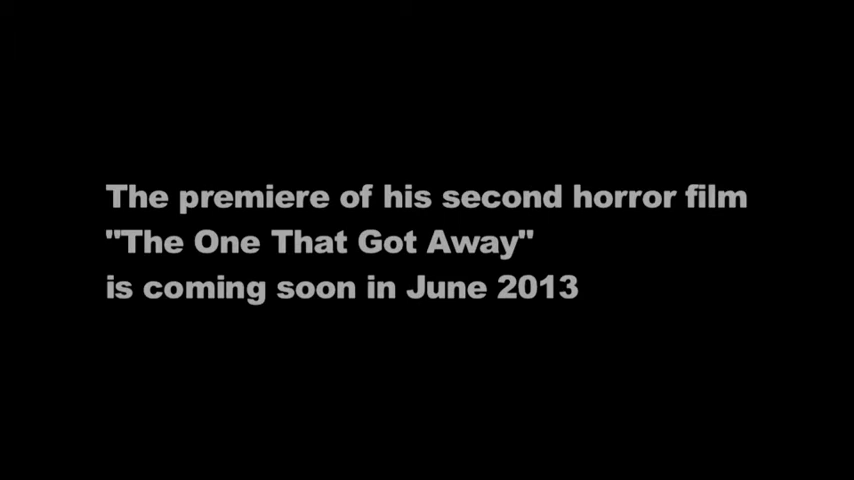 The premiere of his second horror film
"The One That Got Away"
is coming soon in June 2013